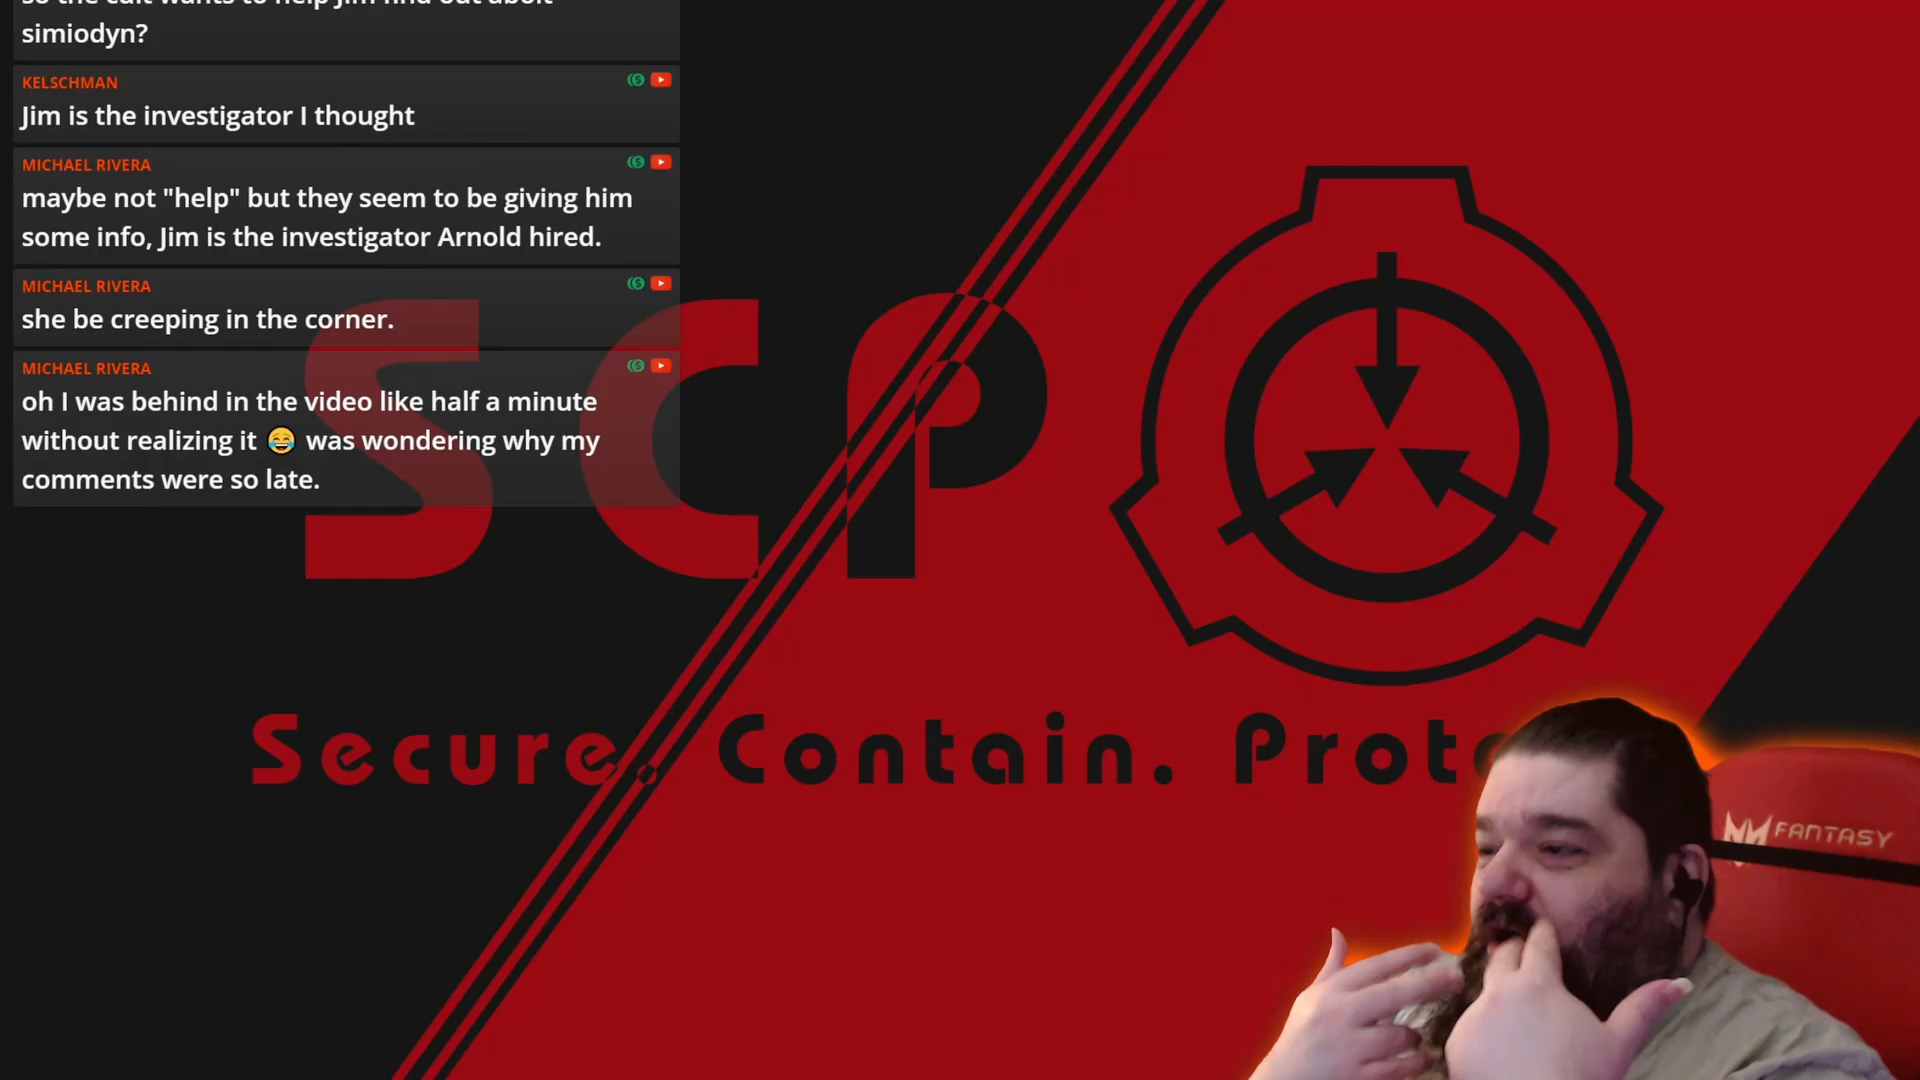 simiodyn?
KELSCHMAN
Jim is the investigator I thought
MICHAEL RIVERA
maybe not "help" but they seem to be giving him
some info, Jim is the investigator Arnold hired.
MICHAEL RIVERA
she be creeping in the corner.
MICHAEL RIVERA
oh I was behind in the video like half a minute
without realizing it 😂 was wondering why my
comments were so late.
SCP
Secure. Contain. Prote
FANTASY